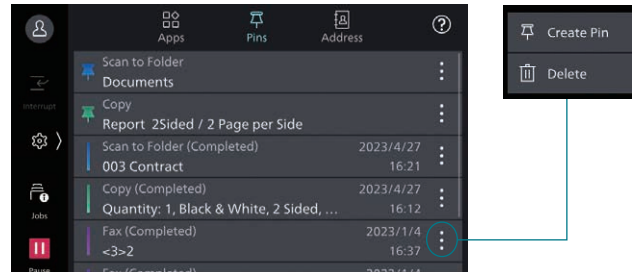 Apps
Pins
Address
?
Create Pin
Delete
Interrupt
Jobs
Pause
Scan to Folder
Documents
Copy
Report 2Sided / 2 Page per Side
Scan to Folder (Completed) 2023/4/27
003 Contract 16:21
Copy (Completed) 2023/4/27
Quantity: 1, Black & White, 2 Sided, ... 16:12
Fax (Completed) 2023/1/4
<3>2 16:37